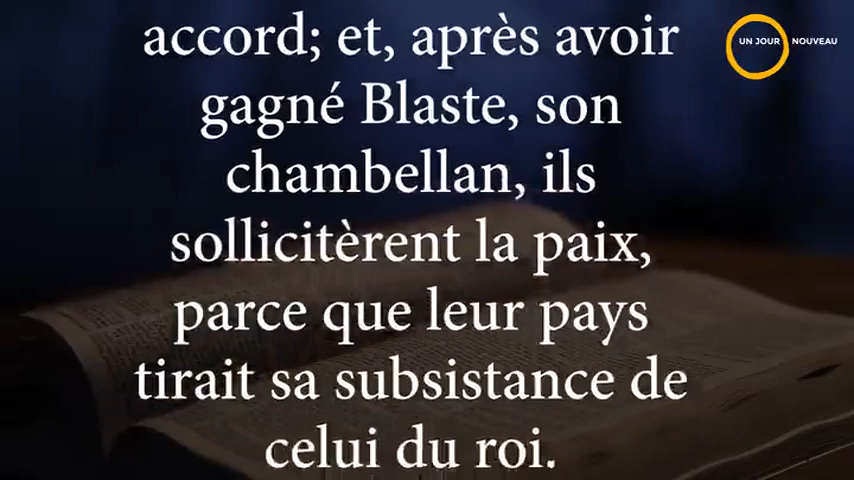 accord; et, après avoir
gagné Blaste, son
chambellan, ils
sollicitèrent la paix,
parce que leur pays
tirait sa subsistance de
celui du roi.
UN JOUR NOUVEAU